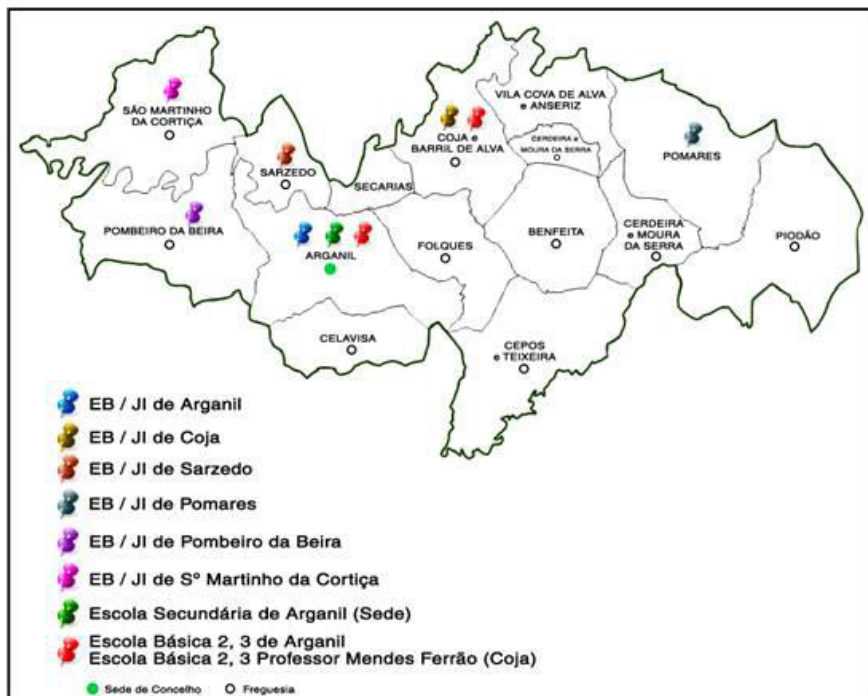 SÃO MARTINHO
DA CORTIÇA
SARZEDO
POMBEIRO DA BEIRA
ARGANIL
SECARIAS
COJA e
BARRIL DE ALVA
VILA COVA DE ALVA
e ANSERIZ
CERDEIRA e
MOURA DA SERRA
POMARES
FOLQUES
BENFEITA
CERDEIRA
e MOURA
DA SERRA
PIODÃO
CELAVISA
CEPOS
e TEIXEIRA
EB / JI de Arganil
EB / JI de Coja
EB / JI de Sarzedo
EB / JI de Pomares
EB / JI de Pombeiro da Beira
EB / JI de Sº Martinho da Cortiça
Escola Secundária de Arganil (Sede)
Escola Básica 2, 3 de Arganil
Escola Básica 2, 3 Professor Mendes Ferrão (Coja)
Sede de Concelho
Freguesia